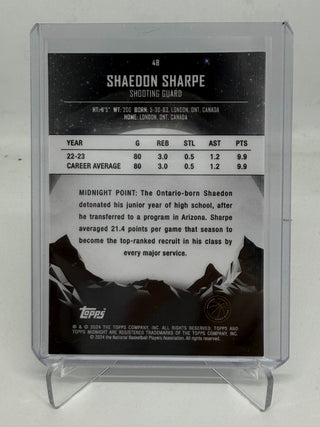 48
SHAEDON SHARPE
SHOOTING GUARD
HT: 6'5" WT: 200 BORN: 5-30-03, LONDON, ONT. CANADA
HOME: LONDON, ONT. CANADA
YEAR G REB STL AST PTS
22-23 80 3.0 0.5 1.2 9.9
CAREER AVERAGE 80 3.0 0.5 1.2 9.9
MIDNIGHT POINT: The Ontario-born Shaedon
detonated his junior year of high school, after
he transferred to a program in Arizona. Sharpe
averaged 21.4 points per game that season to
become the top-ranked recruit in his class by
every major service.
Topps
® & © 2024 THE TOPPS COMPANY, INC. ALL RIGHTS RESERVED. TOPPS AND
TOPPS MIDNIGHT ARE REGISTERED TRADEMARKS OF THE TOPPS COMPANY, INC.
© 2024 the National Basketball Players Association. All rights reserved.